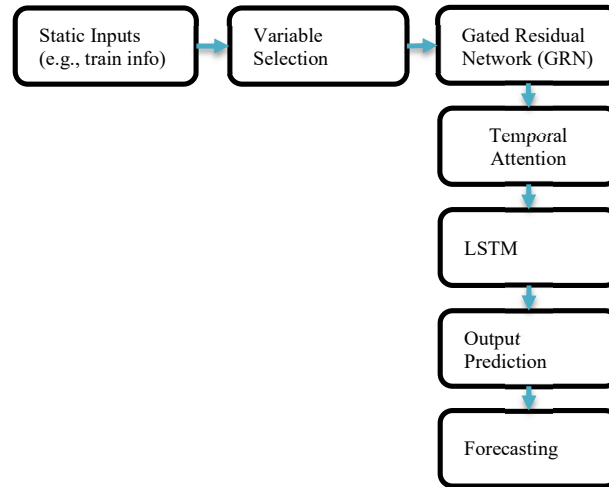 Static Inputs
(e.g., train info)
Variable
Selection
Gated Residual
Network (GRN)
Temporal
Attention
LSTM
Output
Prediction
Forecasting